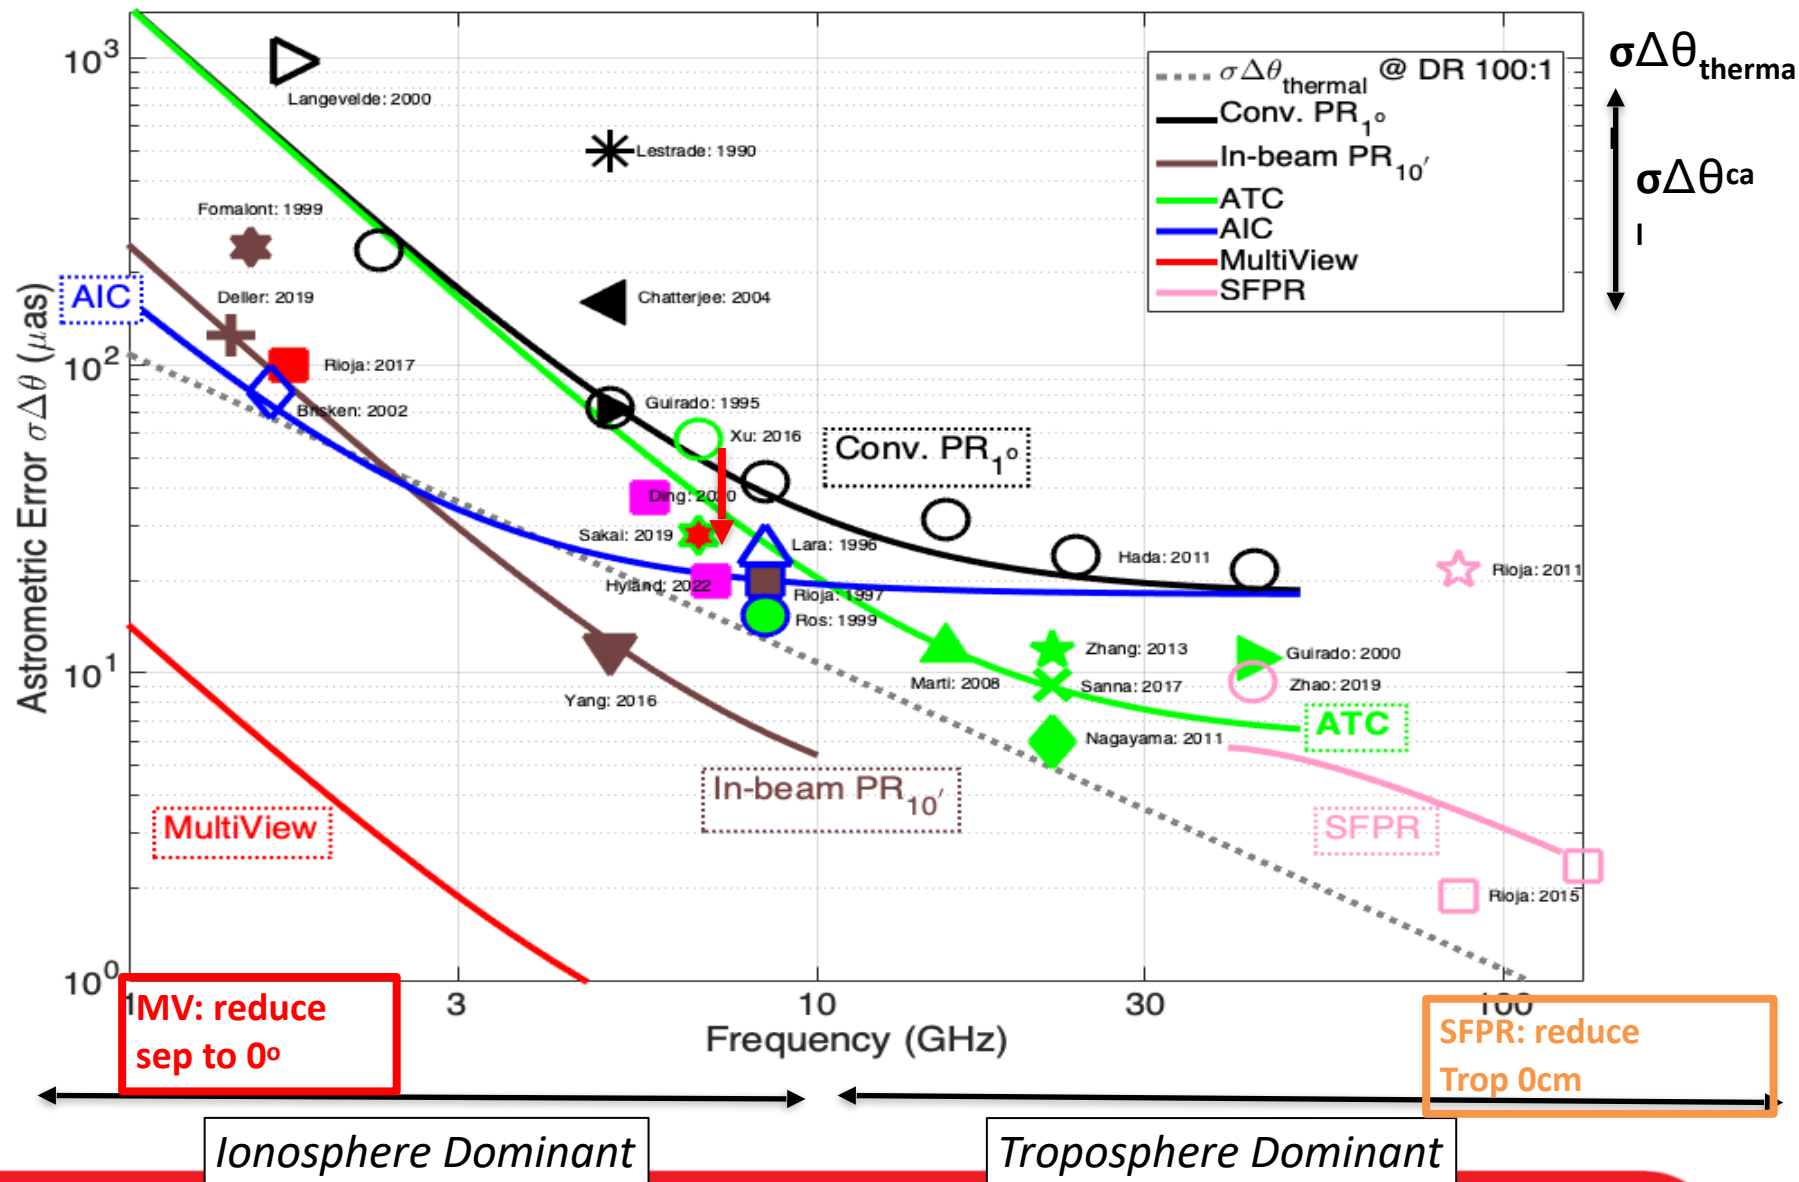 σΔθthermal @ DR 100:1
Conv. PR1o
In-beam PR10′
ATC
AIC
MultiView
SFPR
σΔθtherma
l
σΔθca
l
Astrometric Error σΔθ (μas)
10³
10²
10¹
10⁰
Langevelde: 2000
Lestrade: 1990
Fomalont: 1999
Deller: 2019
Chatterjee: 2004
AIC
Rioja: 2017
Brisken: 2002
Guirado: 1995
Xu: 2016
Conv. PR1o
Ding: 2020
Sakai: 2019
Lara: 1996
Hada: 2011
Rioja: 2011
Hyland: 2022
Rioja: 1997
Ros: 1999
Zhang: 2013
Guirado: 2000
Marti: 2008
Sanna: 2017
Zhao: 2019
Yang: 2016
Nagayama: 2011
ATC
In-beam PR10′
MultiView
SFPR
Rioja: 2015
1
3
10
30
100
Frequency (GHz)
MV: reduce
sep to 0º
SFPR: reduce
Trop 0cm
Ionosphere Dominant
Troposphere Dominant